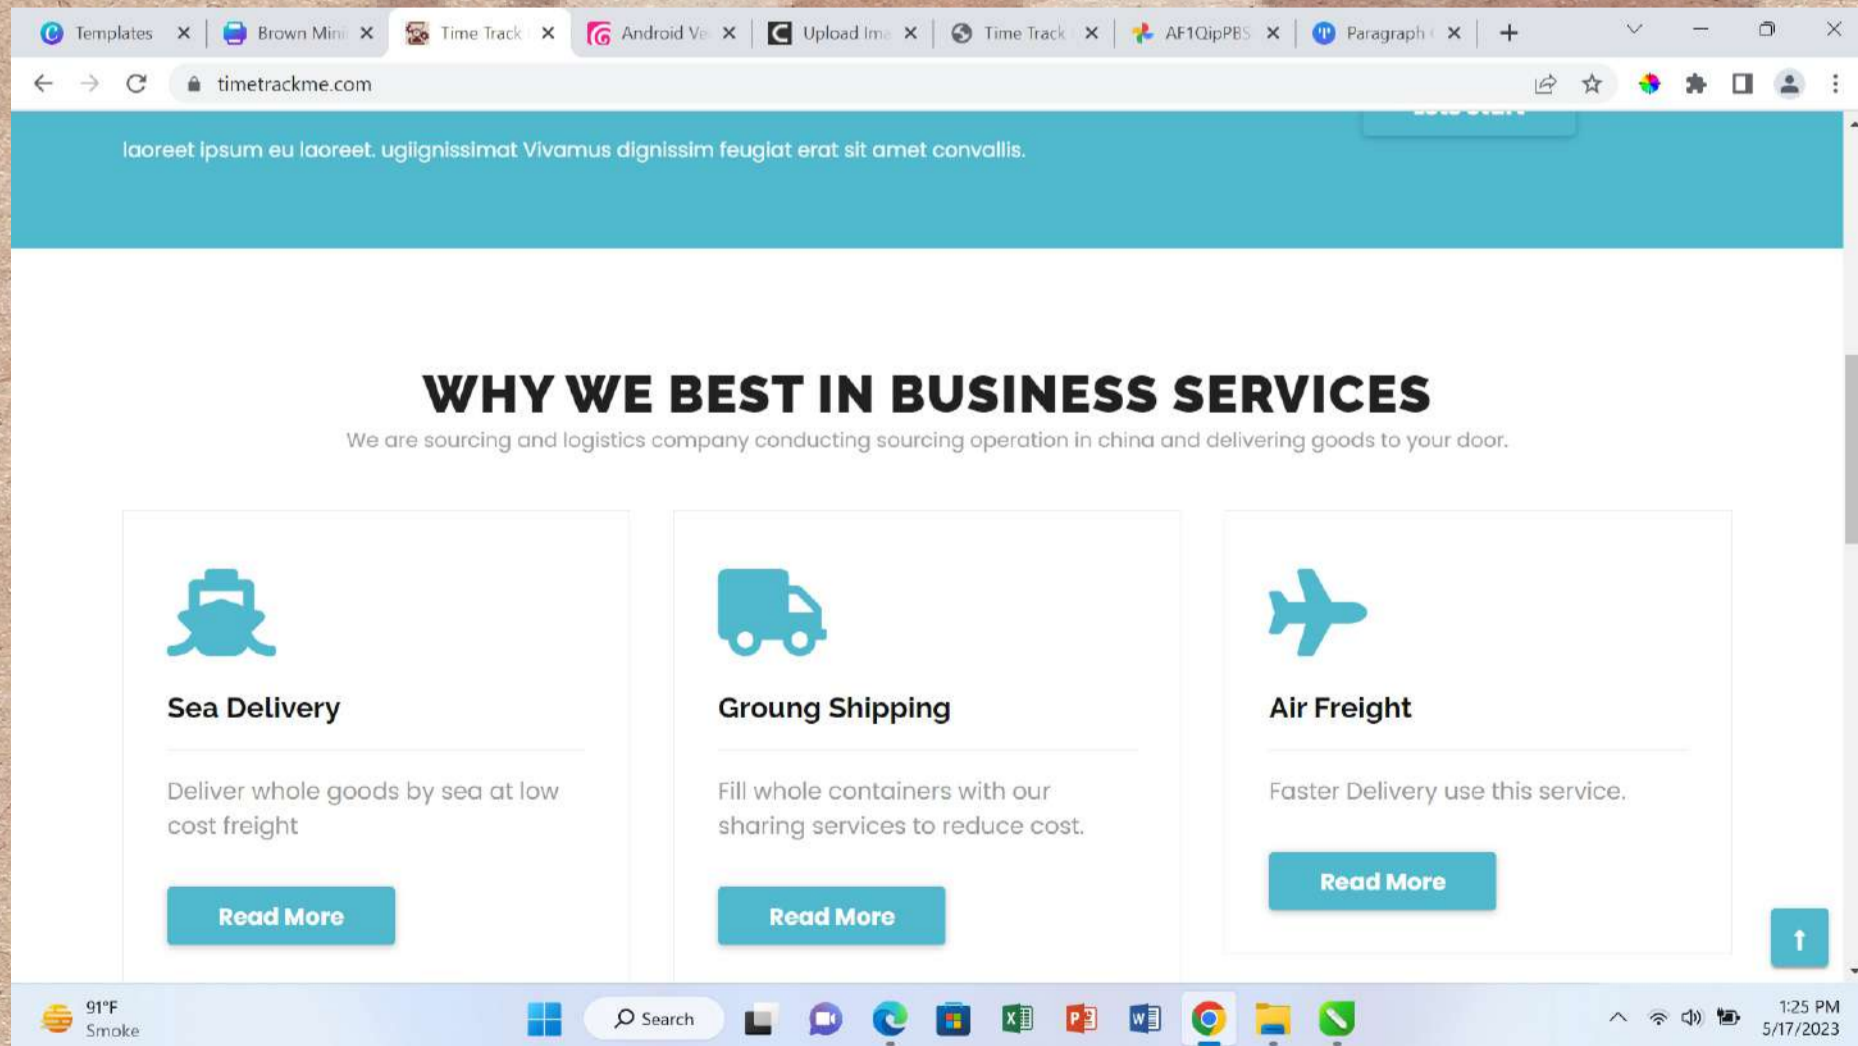 Templates
Brown Mini
Time Track
Android Ve
Upload Ima
Time Track
AF1QipPBS
Paragraph
timetrackme.com
laoreet ipsum eu laoreet. ugiignissimat Vivamus dignissim feugiat erat sit amet convallis.
WHY WE BEST IN BUSINESS SERVICES
We are sourcing and logistics company conducting sourcing operation in china and delivering goods to your door.
Sea Delivery
Deliver whole goods by sea at low
cost freight
Read More
Groung Shipping
Fill whole containers with our
sharing services to reduce cost.
Read More
Air Freight
Faster Delivery use this service.
Read More
91°F
Smoke
Search
1:25 PM
5/17/2023